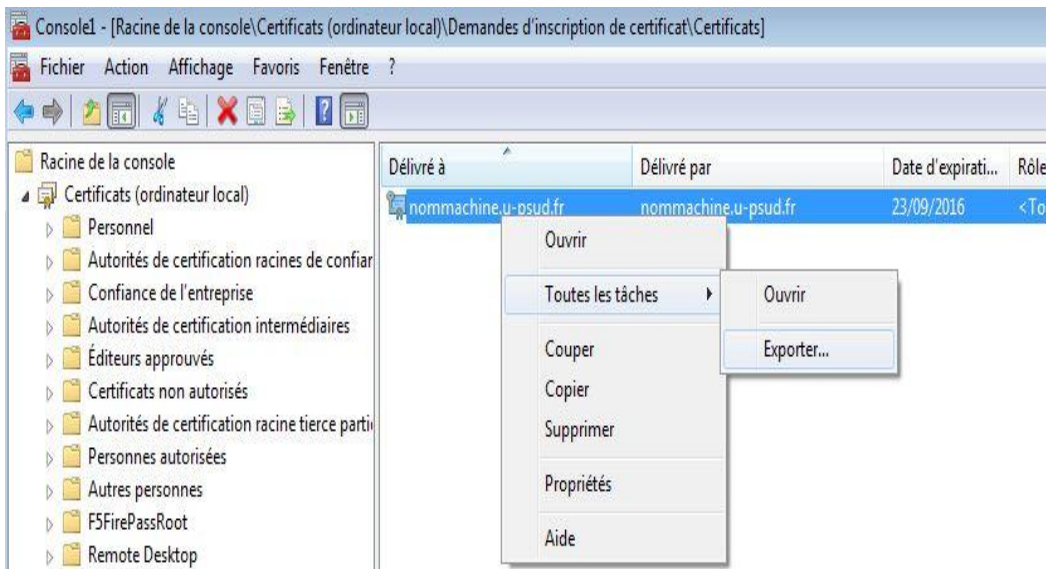 Console1 - [Racine de la console\Certificats (ordinateur local)\Demandes d'inscription de certificat\Certificats]
Fichier Action Affichage Favoris Fenêtre ?
Racine de la console
Certificats (ordinateur local)
Personnel
Autorités de certification racines de confiar
Confiance de l'entreprise
Autorités de certification intermédiaires
Éditeurs approuvés
Certificats non autorisés
Autorités de certification racine tierce parti
Personnes autorisées
Autres personnes
F5FirePassRoot
Remote Desktop
Délivré à Délivré par Date d'expirati... Rôle
nommachine.u-psud.fr nommachine.u-psud.fr 23/09/2016 <To
Ouvrir
Toutes les tâches
Couper
Copier
Supprimer
Propriétés
Aide
Ouvrir
Exporter...